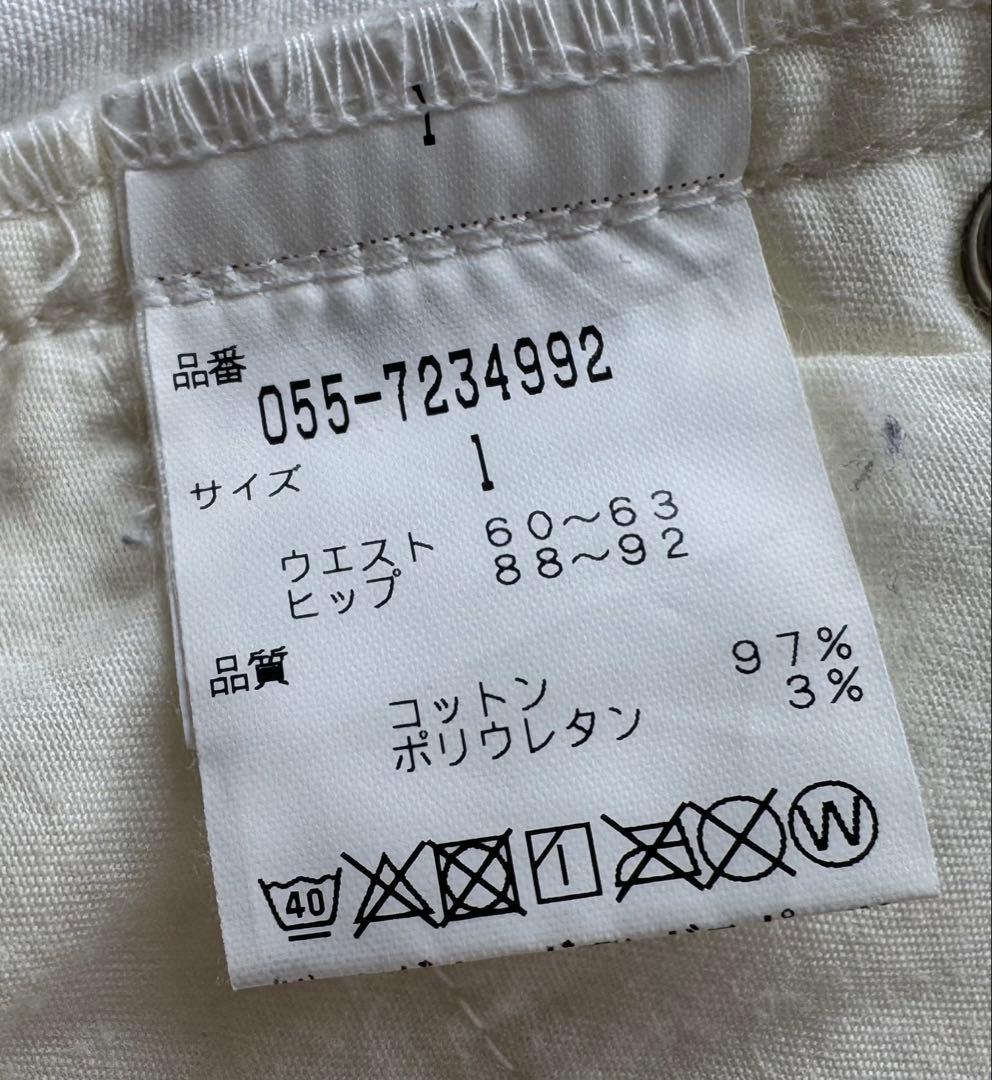 1
品番 055-7234992
サイズ 1
ウエスト 60～63
ヒップ 88～92
品質
コットン 97%
ポリウレタン 3%
40 W